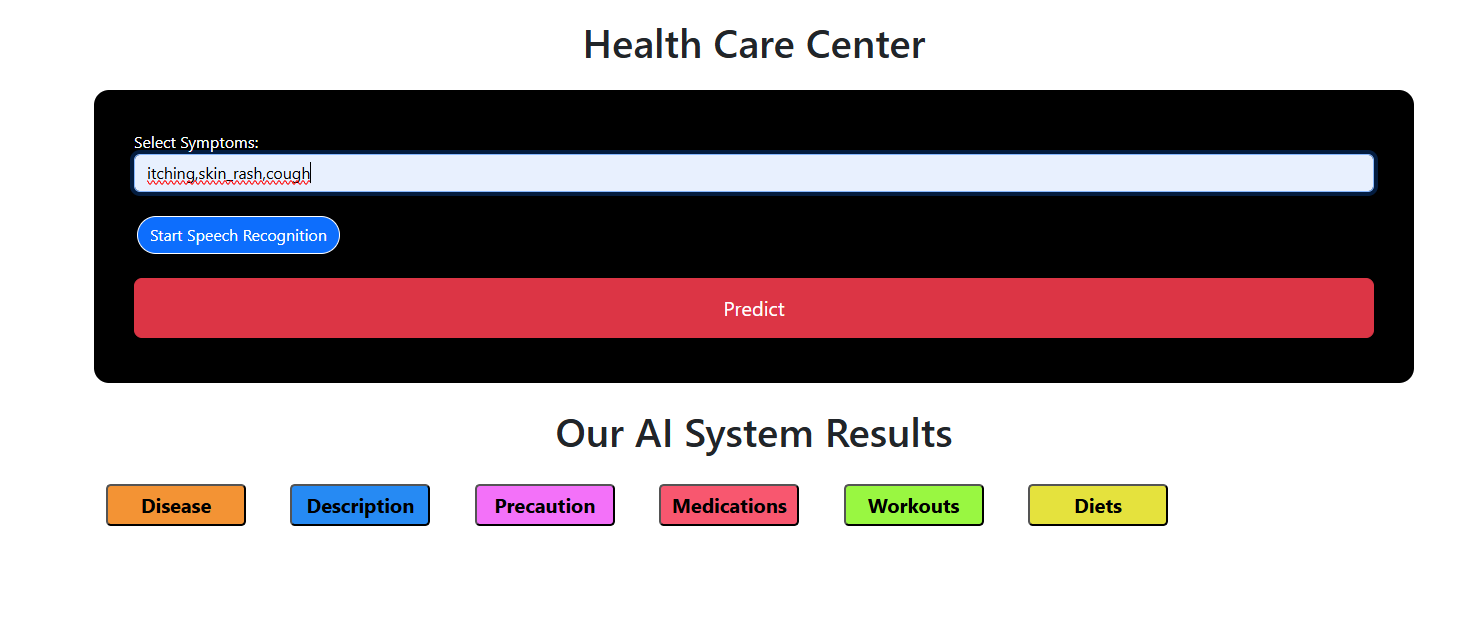 Health Care Center
Select Symptoms:
itching,skin_rash,cough
Start Speech Recognition
Predict
Our AI System Results
Disease Description Precaution Medications Workouts Diets